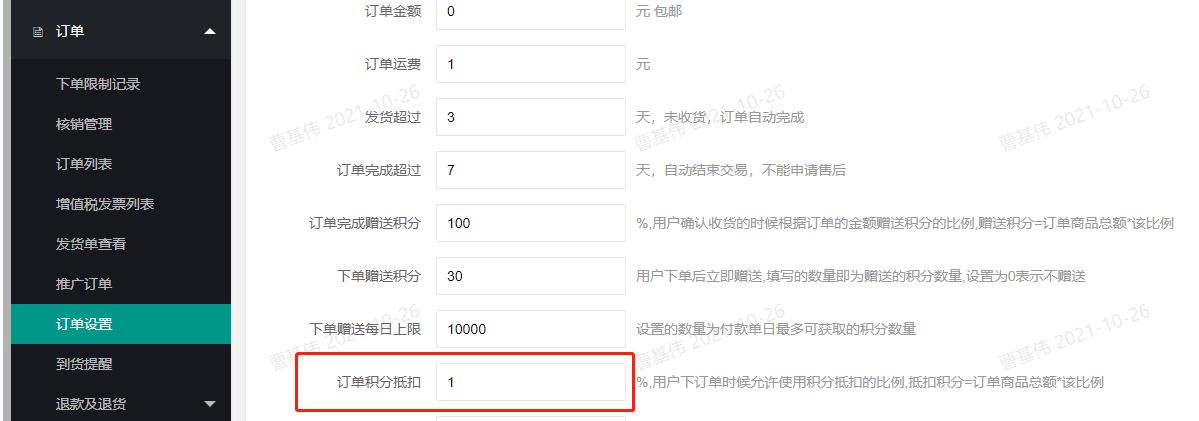 订单
下单限制记录
核销管理
订单列表
增值税发票列表
发货单查看
推广订单
订单设置
到货提醒
退款及退货
订单金额 0 元 包邮
订单运费 1 元
发货超过 3 天，未收货，订单自动完成
订单完成超过 7 天，自动结束交易，不能申请售后
订单完成赠送积分 100 %,用户确认收货的时候根据订单的金额赠送积分的比例,赠送积分=订单商品总额*该比例
下单赠送积分 30 用户下单后立即赠送,填写的数量即为赠送的积分数量,设置为0表示不赠送
下单赠送每日上限 10000 设置的数量为付款单日最多可获取的积分数量
订单积分抵扣 1 %,用户下订单时候允许使用积分抵扣的比例,抵扣积分=订单商品总额*该比例
曹基伟 2021-10-26
曹基伟 2021-10-26
曹基伟 2021-10-26
曹基伟 2021-10-26
曹基伟 2021-10-26
曹基伟 2021-10-26